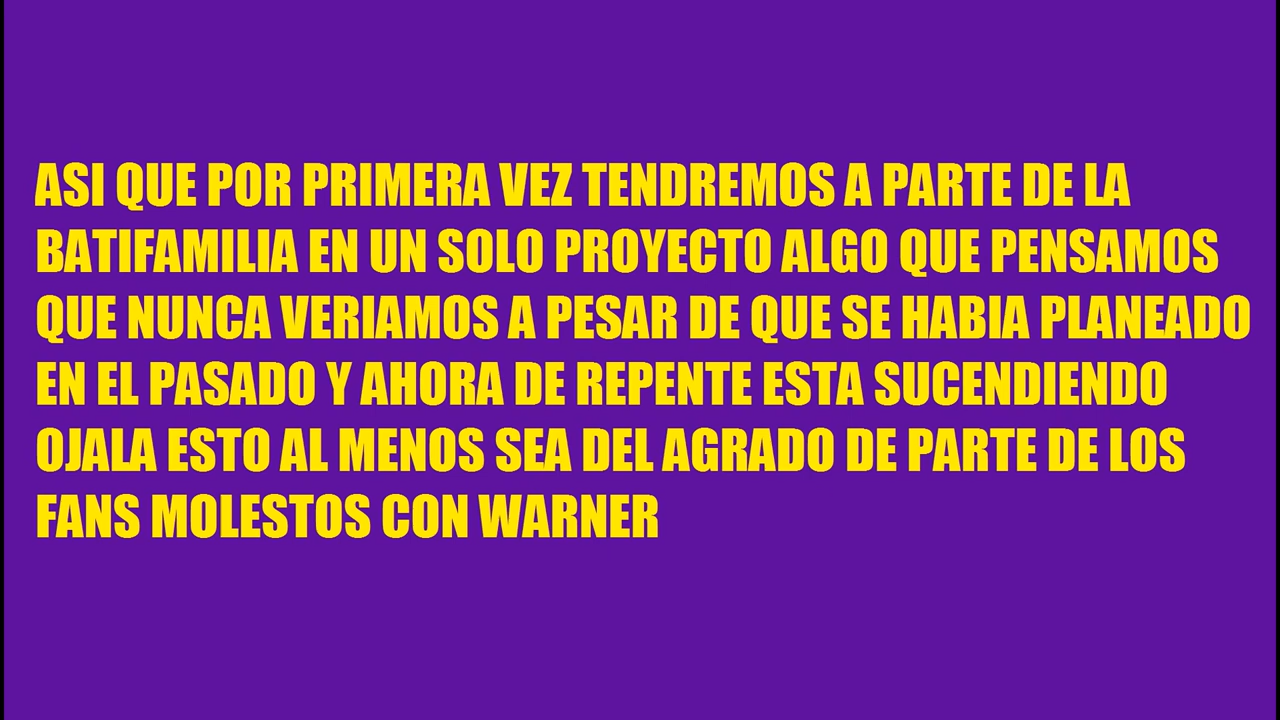 ASI QUE POR PRIMERA VEZ TENDREMOS A PARTE DE LA
BATIFAMILIA EN UN SOLO PROYECTO ALGO QUE PENSAMOS
QUE NUNCA VERIAMOS A PESAR DE QUE SE HABIA PLANEADO
EN EL PASADO Y AHORA DE REPENTE ESTA SUCENDIENDO
OJALA ESTO AL MENOS SEA DEL AGRADO DE PARTE DE LOS
FANS MOLESTOS CON WARNER